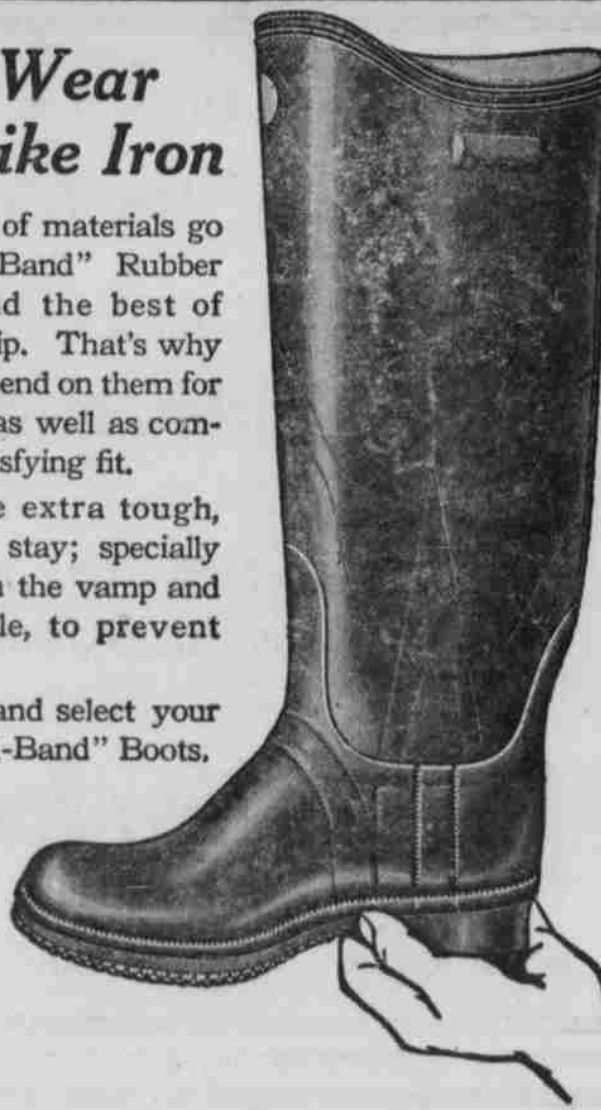 Wear
ike Iron
of materials go
Band" Rubber
d the best of
ip. That's why
end on them for
as well as com-
sfying fit.
e extra tough,
stay; specially
n the vamp and
le, to prevent
and select your
-Band" Boots.